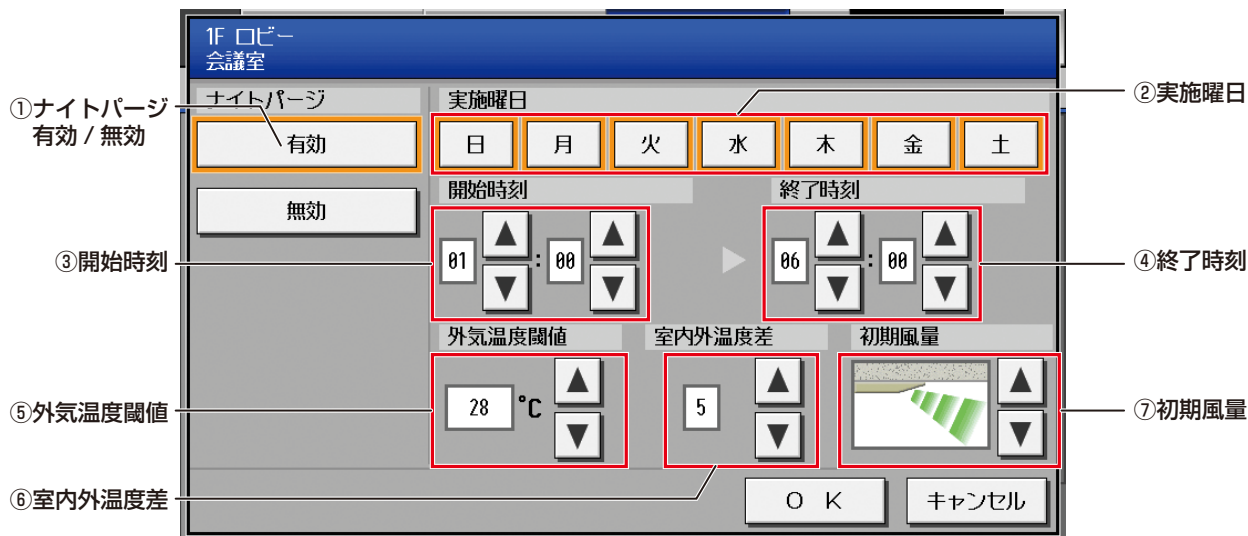 1F ロビー
会議室
①ナイトパージ
有効 / 無効
ナイトパージ
有効
無効
実施曜日
②実施曜日
日 月 火 水 木 金 土
開始時刻
終了時刻
③開始時刻
01 ▲ ▼ : 00 ▲ ▼
▶
06 ▲ ▼ : 00 ▲ ▼
④終了時刻
外気温度閾値
室内外温度差
初期風量
⑤外気温度閾値
28 °C ▲ ▼
5 ▲ ▼
▲ ▼
⑦初期風量
⑥室内外温度差
O K
キャンセル